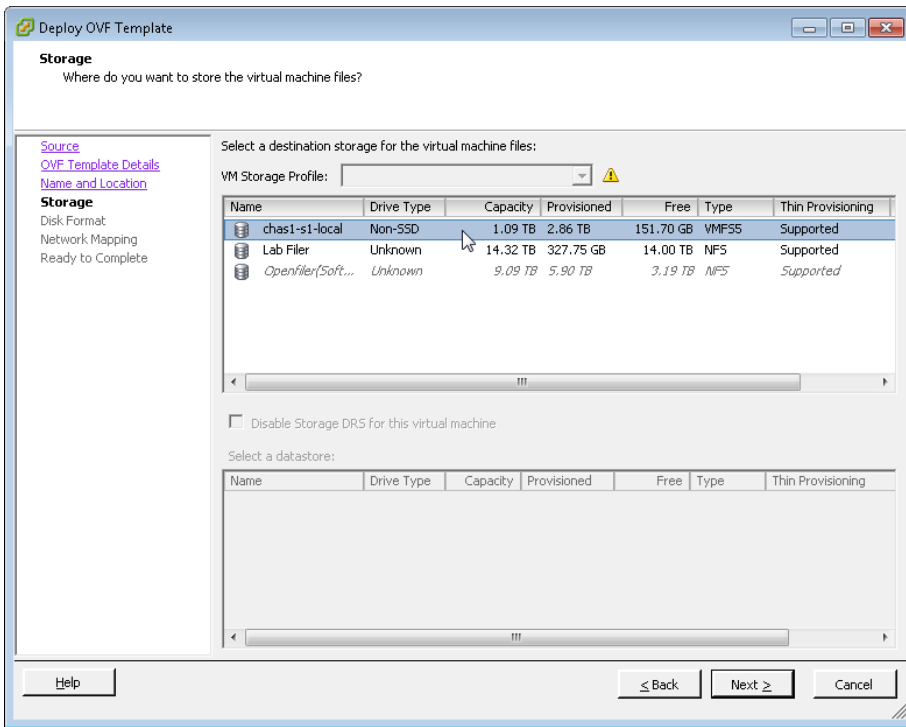 Deploy OVF Template
Storage
Where do you want to store the virtual machine files?
Source
OVF Template Details
Name and Location
Storage
Disk Format
Network Mapping
Ready to Complete
Select a destination storage for the virtual machine files:
VM Storage Profile:
Name Drive Type Capacity Provisioned Free Type Thin Provisioning
chas1-s1-local Non-SSD 1.09 TB 2.86 TB 151.70 GB VMFS5 Supported
Lab Filer Unknown 14.32 TB 327.75 GB 14.00 TB NFS Supported
Openfiler(Soft... Unknown 9.09 TB 5.90 TB 3.19 TB NFS Supported
Disable Storage DRS for this virtual machine
Select a datastore:
Name Drive Type Capacity Provisioned Free Type Thin Provisioning
Help < Back Next > Cancel